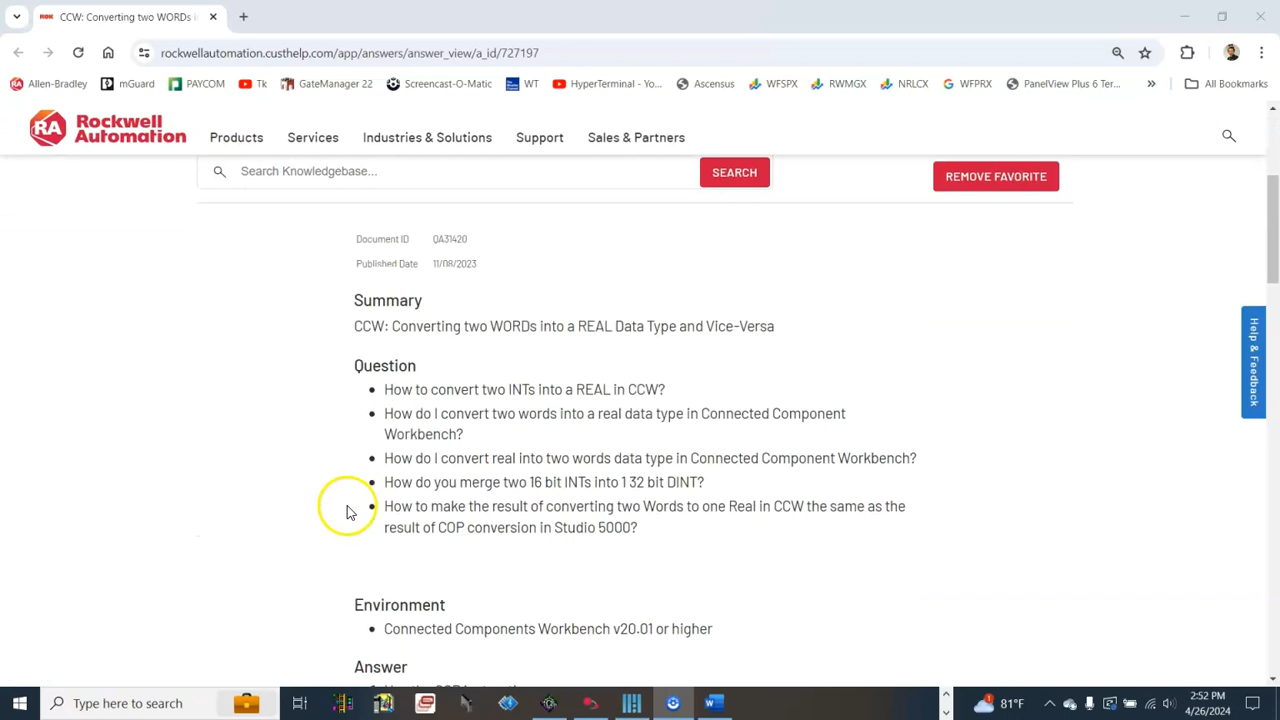 CCW: Converting two WORDs i
rockwellautomation.custhelp.com/app/answers/answer_view/a_id/727197
Allen-Bradley mGuard PAYCOM Tk GateManager 22 Screencast-O-Matic WT HyperTerminal - Yo... Ascensus WFSPX RWMGX NRLCX WFPRX PanelView Plus 6 Ter... » All Bookmarks
RA Rockwell Automation
Products Services Industries & Solutions Support Sales & Partners
Search Knowledgebase... SEARCH REMOVE FAVORITE
Document ID QA31420
Published Date 11/08/2023
Summary
CCW: Converting two WORDs into a REAL Data Type and Vice-Versa
Question
How to convert two INTs into a REAL in CCW?
How do I convert two words into a real data type in Connected Component
Workbench?
How do I convert real into two words data type in Connected Component Workbench?
How do you merge two 16 bit INTs into 1 32 bit DINT?
How to make the result of converting two Words to one Real in CCW the same as the
result of COP conversion in Studio 5000?
Help & Feedback
Environment
Connected Components Workbench v20.01 or higher
Answer
Type here to search
81°F
2:52 PM
4/26/2024